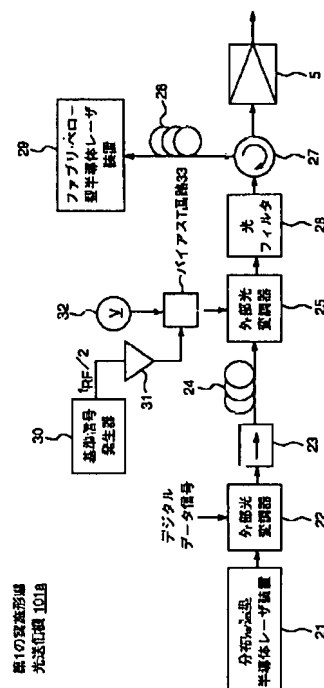 第1の実施形態
光送信機 101a
基準信号
発生器
30
fRF/2
31
32
V
バイアスT回路33
ファブリ・ペロー
型半導体レーザ
装置
29
28
デジタル
データ信号
分布帰還型
半導体レーザ装置
21
外部光
変調器
22
23
24
外部光
変調器
25
光
フィルタ
26
27
5